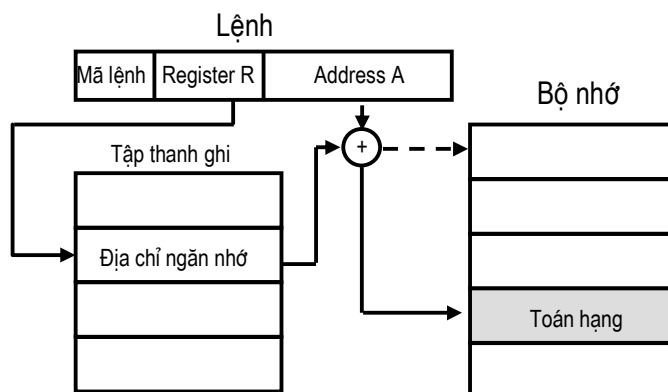 Lệnh
Mã lệnh Register R Address A
Bộ nhớ
+
Tập thanh ghi
Địa chỉ ngăn nhớ
Toán hạng